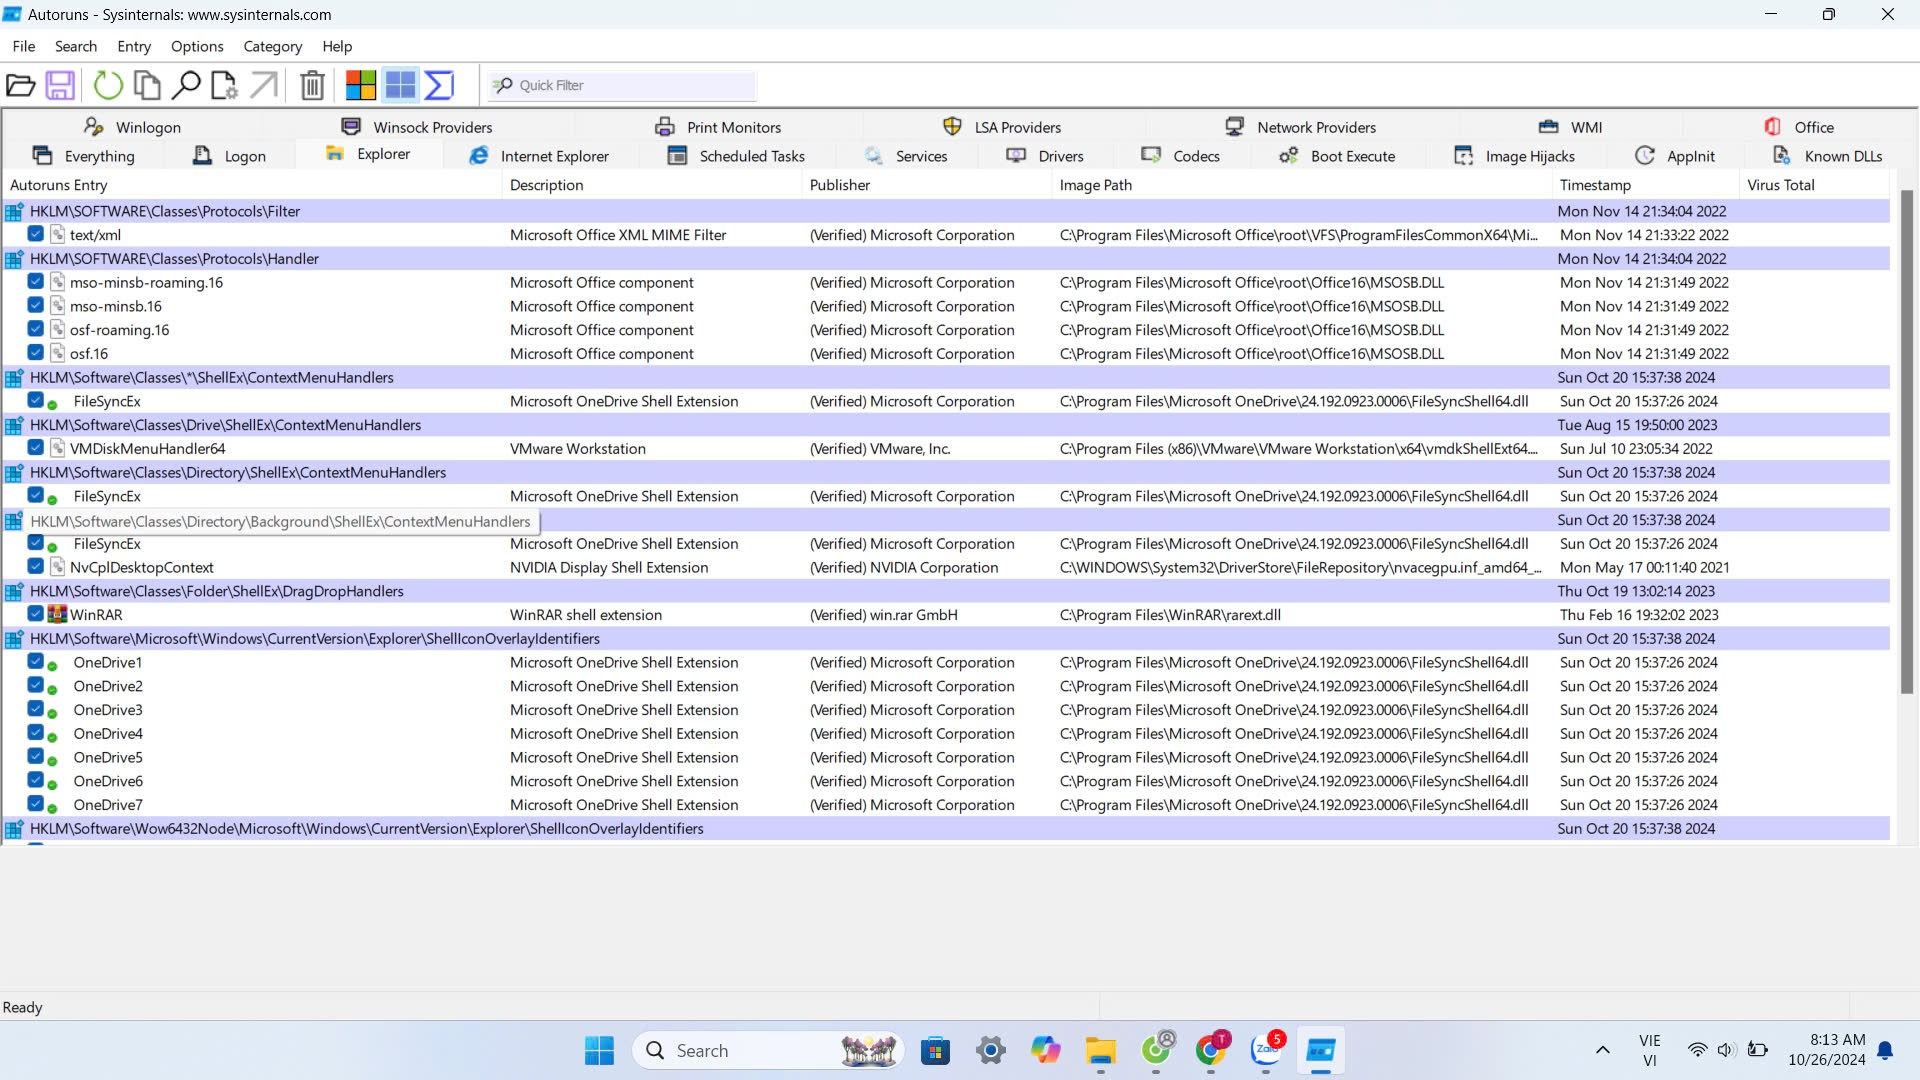 Autoruns - Sysinternals: www.sysinternals.com
File Search Entry Options Category Help
Quick Filter
Winlogon Winsock Providers Print Monitors LSA Providers Network Providers WMI Office
Everything Logon Explorer Internet Explorer Scheduled Tasks Services Drivers Codecs Boot Execute Image Hijacks AppInit Known DLLs
Autoruns Entry Description Publisher Image Path Timestamp Virus Total
HKLM\SOFTWARE\Classes\Protocols\Filter Mon Nov 14 21:34:04 2022
text/xml Microsoft Office XML MIME Filter (Verified) Microsoft Corporation C:\Program Files\Microsoft Office\root\VFS\ProgramFilesCommonX64\Mi... Mon Nov 14 21:33:22 2022
HKLM\SOFTWARE\Classes\Protocols\Handler Mon Nov 14 21:34:04 2022
mso-minsb-roaming.16 Microsoft Office component (Verified) Microsoft Corporation C:\Program Files\Microsoft Office\root\Office16\MSOSB.DLL Mon Nov 14 21:31:49 2022
mso-minsb.16 Microsoft Office component (Verified) Microsoft Corporation C:\Program Files\Microsoft Office\root\Office16\MSOSB.DLL Mon Nov 14 21:31:49 2022
osf-roaming.16 Microsoft Office component (Verified) Microsoft Corporation C:\Program Files\Microsoft Office\root\Office16\MSOSB.DLL Mon Nov 14 21:31:49 2022
osf.16 Microsoft Office component (Verified) Microsoft Corporation C:\Program Files\Microsoft Office\root\Office16\MSOSB.DLL Mon Nov 14 21:31:49 2022
HKLM\Software\Classes\*\ShellEx\ContextMenuHandlers Sun Oct 20 15:37:38 2024
FileSyncEx Microsoft OneDrive Shell Extension (Verified) Microsoft Corporation C:\Program Files\Microsoft OneDrive\24.192.0923.0006\FileSyncShell64.dll Sun Oct 20 15:37:26 2024
HKLM\Software\Classes\Drive\ShellEx\ContextMenuHandlers Tue Aug 15 19:50:00 2023
VMDiskMenuHandler64 VMware Workstation (Verified) VMware, Inc. C:\Program Files (x86)\VMware\VMware Workstation\x64\vmdkShellExt64.... Sun Jul 10 23:05:34 2022
HKLM\Software\Classes\Directory\ShellEx\ContextMenuHandlers Sun Oct 20 15:37:38 2024
FileSyncEx Microsoft OneDrive Shell Extension (Verified) Microsoft Corporation C:\Program Files\Microsoft OneDrive\24.192.0923.0006\FileSyncShell64.dll Sun Oct 20 15:37:26 2024
HKLM\Software\Classes\Directory\Background\ShellEx\ContextMenuHandlers Sun Oct 20 15:37:38 2024
FileSyncEx Microsoft OneDrive Shell Extension (Verified) Microsoft Corporation C:\Program Files\Microsoft OneDrive\24.192.0923.0006\FileSyncShell64.dll Sun Oct 20 15:37:26 2024
NvCplDesktopContext NVIDIA Display Shell Extension (Verified) NVIDIA Corporation C:\WINDOWS\System32\DriverStore\FileRepository\nvacegpu.inf_amd64_... Mon May 17 00:11:40 2021
HKLM\Software\Classes\Folder\ShellEx\DragDropHandlers Thu Oct 19 13:02:14 2023
WinRAR WinRAR shell extension (Verified) win.rar GmbH C:\Program Files\WinRAR\rarext.dll Thu Feb 16 19:32:02 2023
HKLM\Software\Microsoft\Windows\CurrentVersion\Explorer\ShellIconOverlayIdentifiers Sun Oct 20 15:37:38 2024
OneDrive1 Microsoft OneDrive Shell Extension (Verified) Microsoft Corporation C:\Program Files\Microsoft OneDrive\24.192.0923.0006\FileSyncShell64.dll Sun Oct 20 15:37:26 2024
OneDrive2 Microsoft OneDrive Shell Extension (Verified) Microsoft Corporation C:\Program Files\Microsoft OneDrive\24.192.0923.0006\FileSyncShell64.dll Sun Oct 20 15:37:26 2024
OneDrive3 Microsoft OneDrive Shell Extension (Verified) Microsoft Corporation C:\Program Files\Microsoft OneDrive\24.192.0923.0006\FileSyncShell64.dll Sun Oct 20 15:37:26 2024
OneDrive4 Microsoft OneDrive Shell Extension (Verified) Microsoft Corporation C:\Program Files\Microsoft OneDrive\24.192.0923.0006\FileSyncShell64.dll Sun Oct 20 15:37:26 2024
OneDrive5 Microsoft OneDrive Shell Extension (Verified) Microsoft Corporation C:\Program Files\Microsoft OneDrive\24.192.0923.0006\FileSyncShell64.dll Sun Oct 20 15:37:26 2024
OneDrive6 Microsoft OneDrive Shell Extension (Verified) Microsoft Corporation C:\Program Files\Microsoft OneDrive\24.192.0923.0006\FileSyncShell64.dll Sun Oct 20 15:37:26 2024
OneDrive7 Microsoft OneDrive Shell Extension (Verified) Microsoft Corporation C:\Program Files\Microsoft OneDrive\24.192.0923.0006\FileSyncShell64.dll Sun Oct 20 15:37:26 2024
HKLM\Software\Wow6432Node\Microsoft\Windows\CurrentVersion\Explorer\ShellIconOverlayIdentifiers Sun Oct 20 15:37:38 2024
Ready
Search T Zalo 5 VIE 8:13 AM
VI 10/26/2024